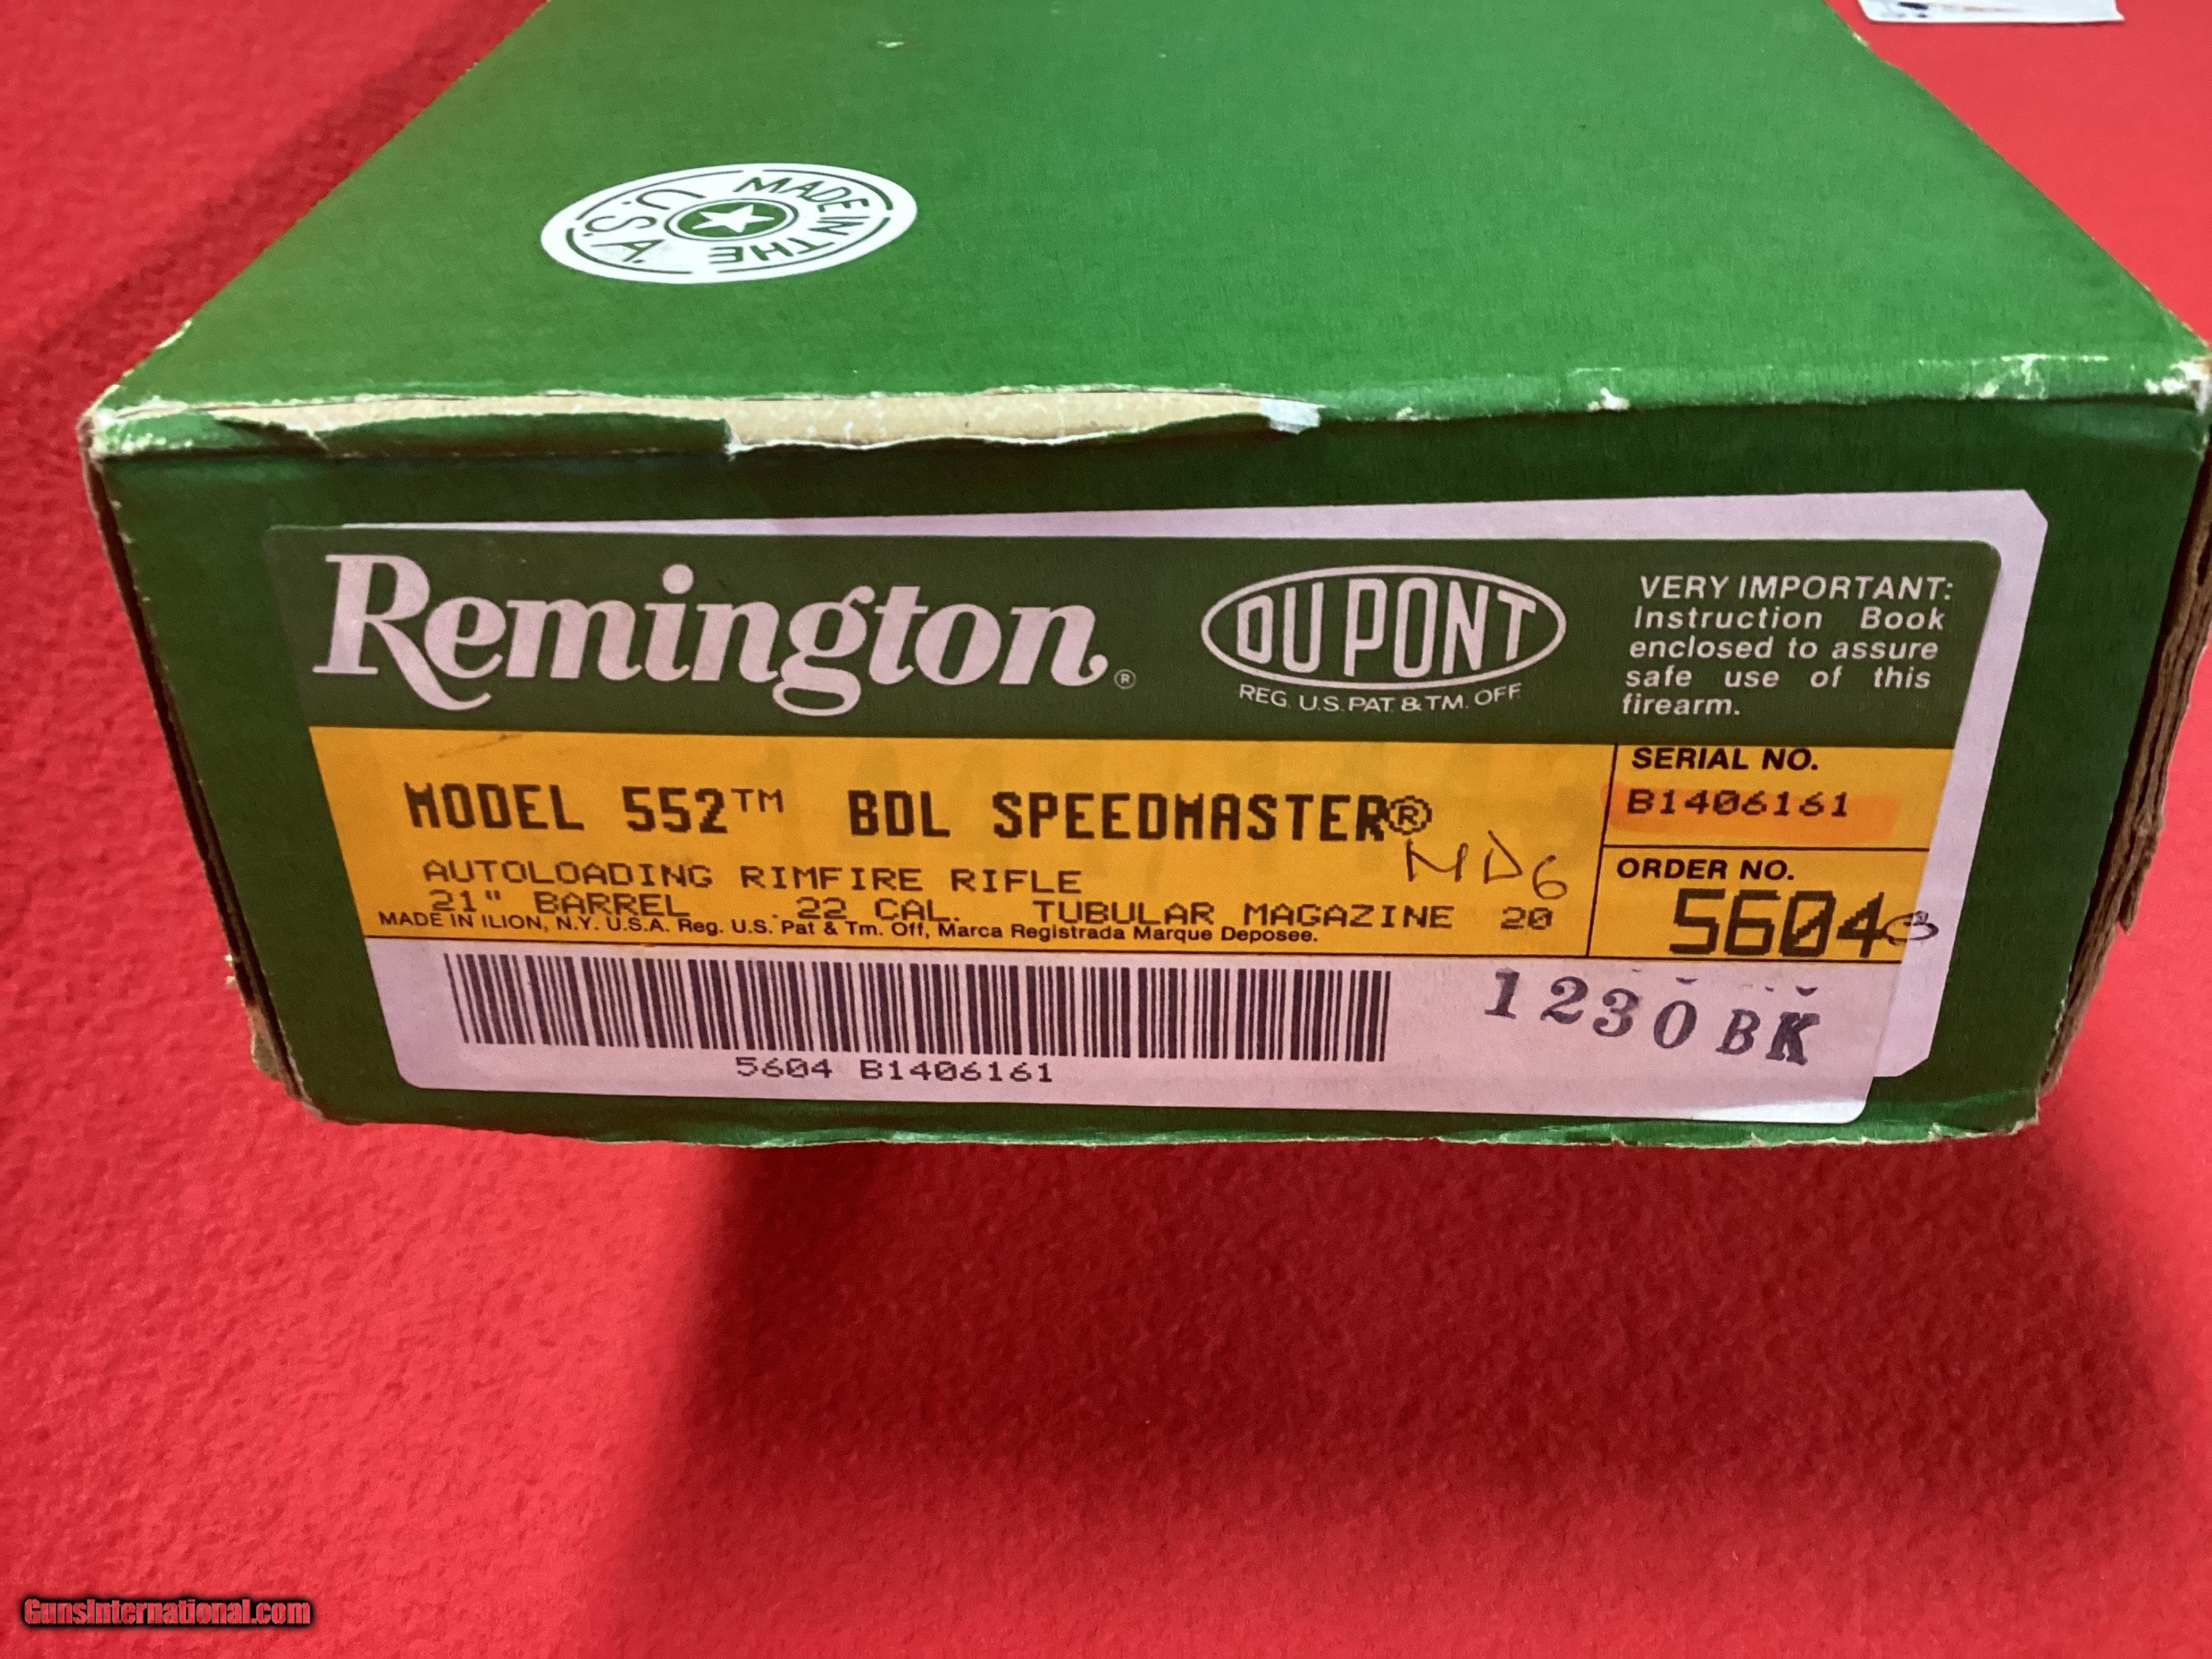 MADE IN THE U.S.A.
Remington®
DU PONT
REG. U.S. PAT. & TM. OFF.
VERY IMPORTANT:
Instruction Book
enclosed to assure
safe use of this
firearm.
MODEL 552™ BDL SPEEDMASTER®
MD6
AUTOLOADING RIMFIRE RIFLE
21" BARREL .22 CAL. TUBULAR MAGAZINE 20
MADE IN ILION, N.Y. U.S.A. Reg. U.S. Pat & Tm. Off, Marca Registrada Marque Deposee.
SERIAL NO.
B1406161
ORDER NO.
5604
1230BK
5604 B1406161
GunsInternational.com